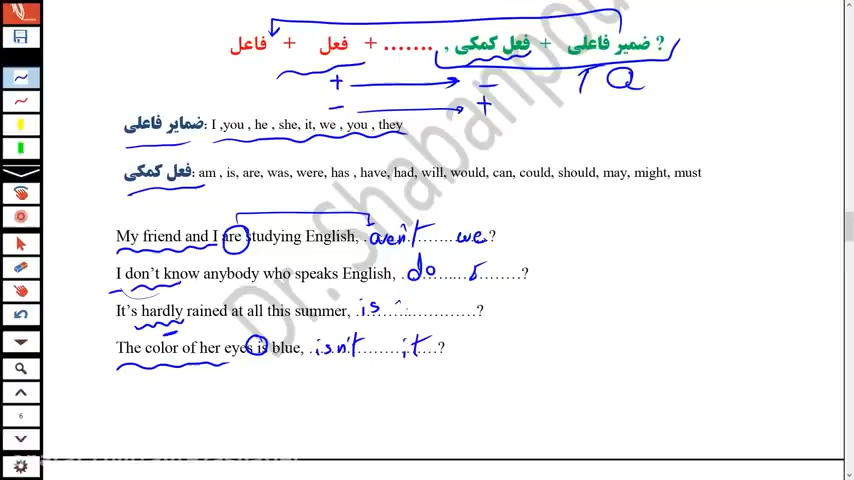 فاعل + فعل + ....... , فعل کمکی + ضمیر فاعلی ?
+ → −
− → +
TQ
ضمایر فاعلی: I ,you , he , she, it, we , you , they
فعل کمکی: am , is, are, was, were, has , have, had, will, would, can, could, should, may, might, must
My friend and I are studying English, aren't we?
I don't know anybody who speaks English, do ?
It's hardly rained at all this summer, is ?
The color of her eyes is blue, isn't it?
Dr.Shabanpou
6